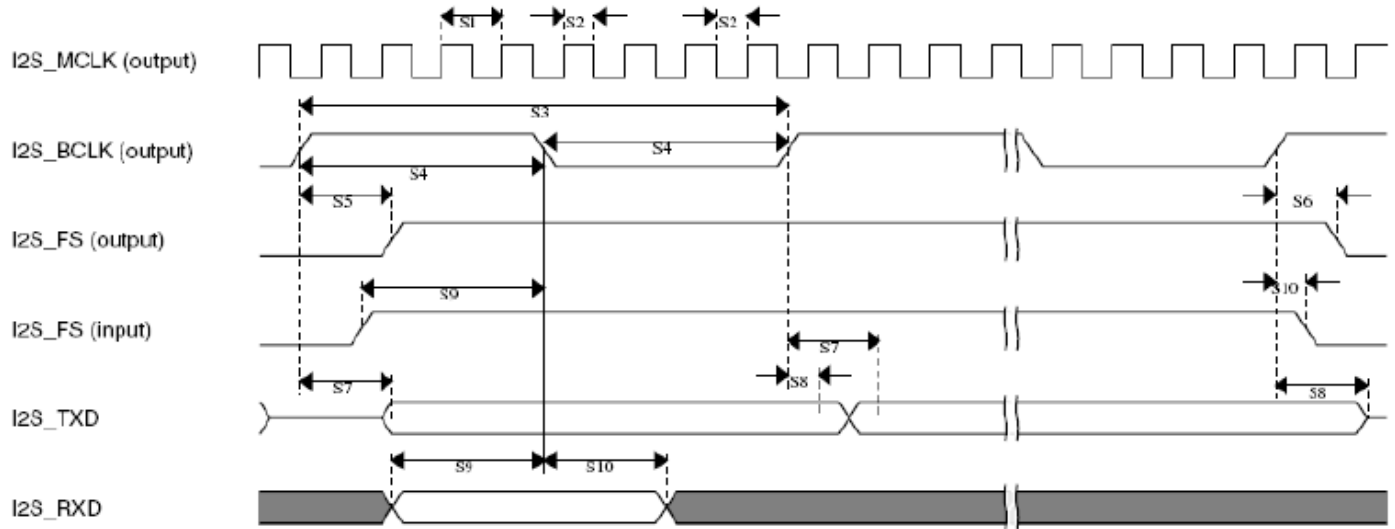 S1 S2 S2
I2S_MCLK (output)
S3
I2S_BCLK (output)
S4
S4
S5 S6
I2S_FS (output)
S9 S10
I2S_FS (input)
S7
S7 S8 S8
I2S_TXD
S9 S10
I2S_RXD